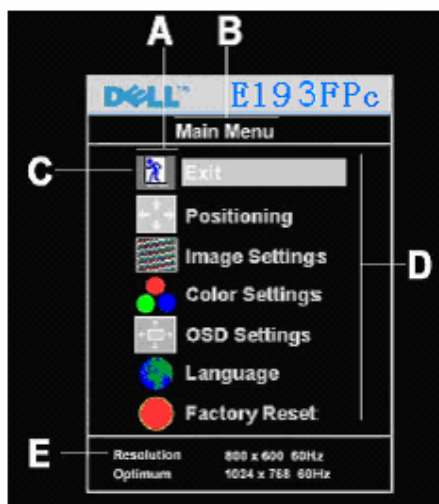 A B
DELL™ E193FPc
Main Menu
C Exit
Positioning
Image Settings
D
Color Settings
OSD Settings
Language
Factory Reset
E Resolution 800 x 600 60Hz
Optimum 1024 x 768 60Hz